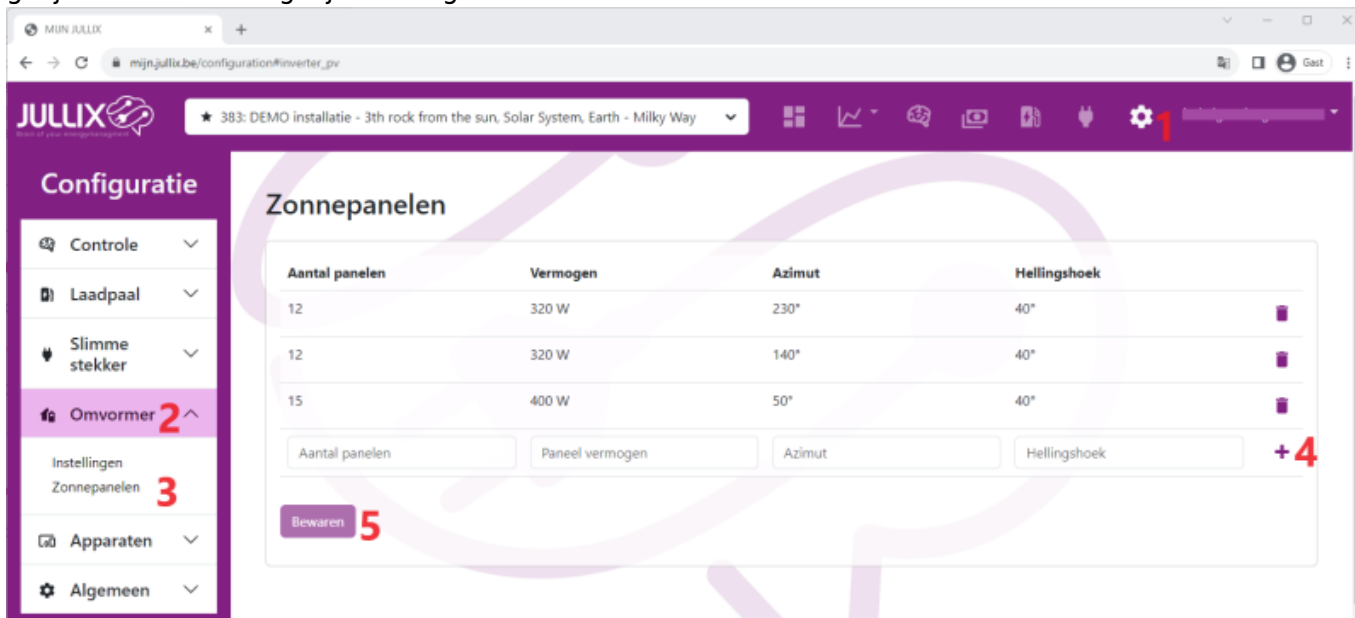 MIJN JULLIX
mijn.jullix.be/configuration#inverter_pv
Gast
JULLIX
★ 383: DEMO installatie - 3th rock from the sun, Solar System, Earth - Milky Way
1
Configuratie
Controle
Laadpaal
Slimme
stekker
Omvormer 2
Instellingen
Zonnepanelen 3
Apparaten
Algemeen
Zonnepanelen
Aantal panelen Vermogen Azimut Hellingshoek
12 320 W 230° 40°
12 320 W 140° 40°
15 400 W 50° 40°
Aantal panelen Paneel vermogen Azimut Hellingshoek + 4
Bewaren 5